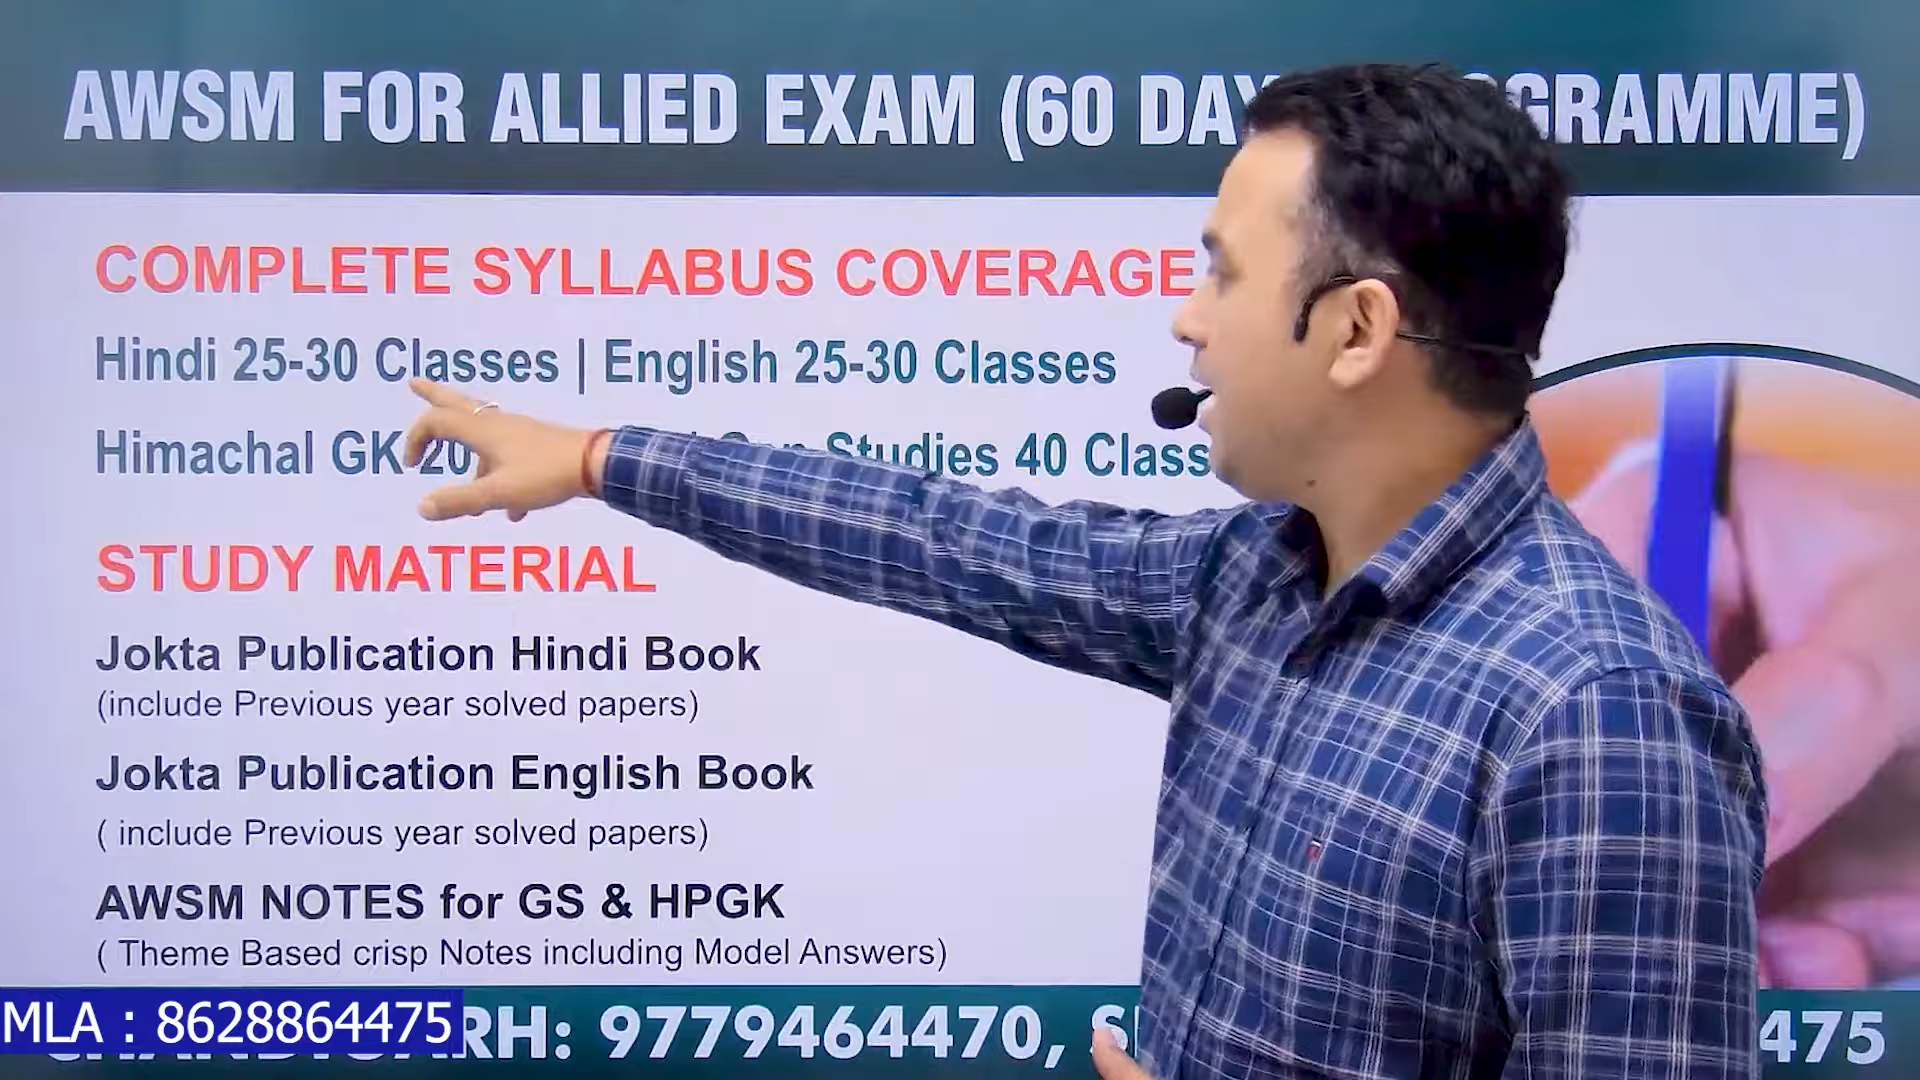 AWSM FOR ALLIED EXAM (60 DAY GRAMME)
COMPLETE SYLLABUS COVERAGE
Hindi 25-30 Classes | English 25-30 Classes
Himachal GK 20 Studies 40 Class
STUDY MATERIAL
Jokta Publication Hindi Book
(include Previous year solved papers)
Jokta Publication English Book
( include Previous year solved papers)
AWSM NOTES for GS & HPGK
( Theme Based crisp Notes including Model Answers)
MLA : 8628864475
RH: 9779464470, 475